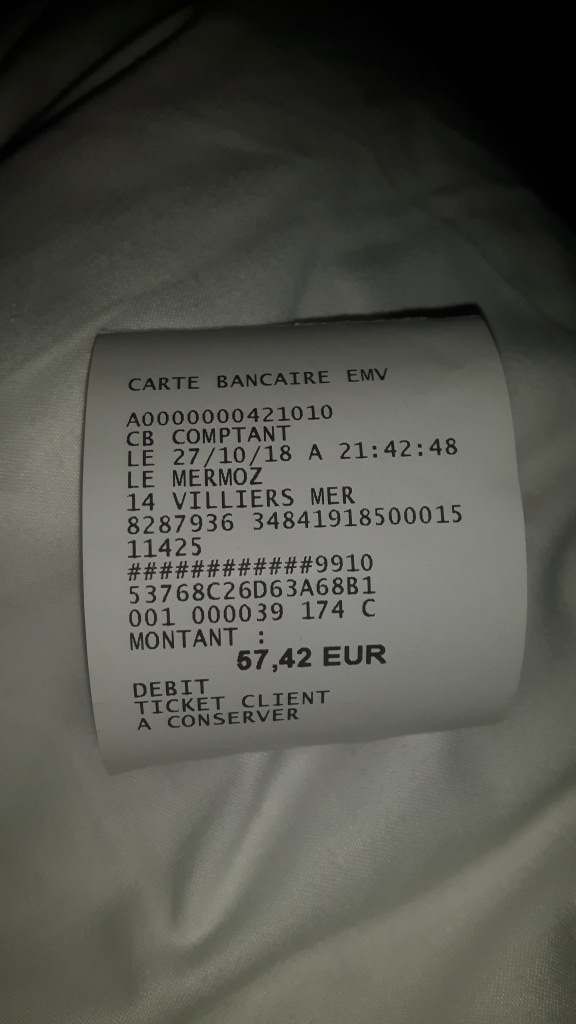 CARTE BANCAIRE EMV
A0000000421010
CB COMPTANT
LE 27/10/18 A 21:42:48
LE MERMOZ
14 VILLIERS MER
8287936 34841918500015
11425
############9910
53768C26D63A68B1
001 000039 174 C
MONTANT :
57,42 EUR
DEBIT
TICKET CLIENT
A CONSERVER